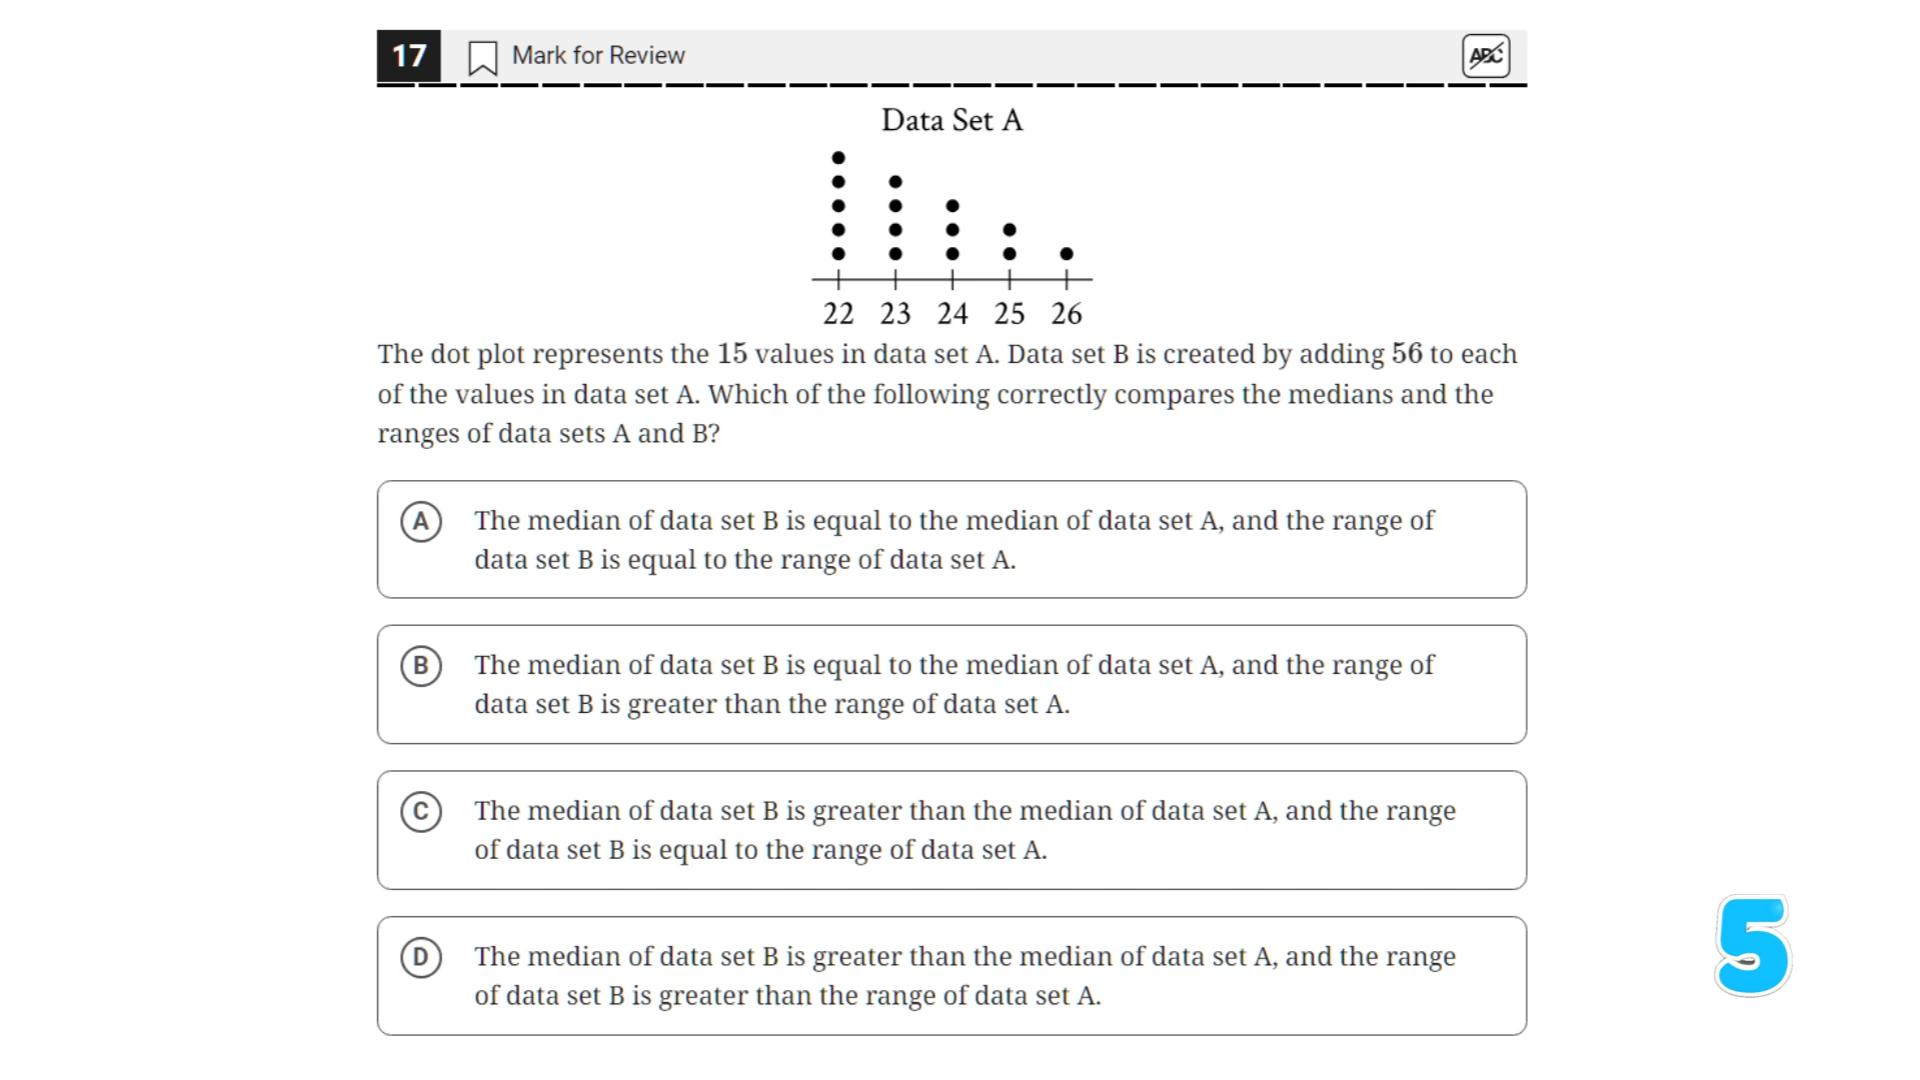 17 Mark for Review ABC
Data Set A
22 23 24 25 26
The dot plot represents the 15 values in data set A. Data set B is created by adding 56 to each
of the values in data set A. Which of the following correctly compares the medians and the
ranges of data sets A and B?
A The median of data set B is equal to the median of data set A, and the range of
data set B is equal to the range of data set A.
B The median of data set B is equal to the median of data set A, and the range of
data set B is greater than the range of data set A.
C The median of data set B is greater than the median of data set A, and the range
of data set B is equal to the range of data set A.
D The median of data set B is greater than the median of data set A, and the range
of data set B is greater than the range of data set A.
5